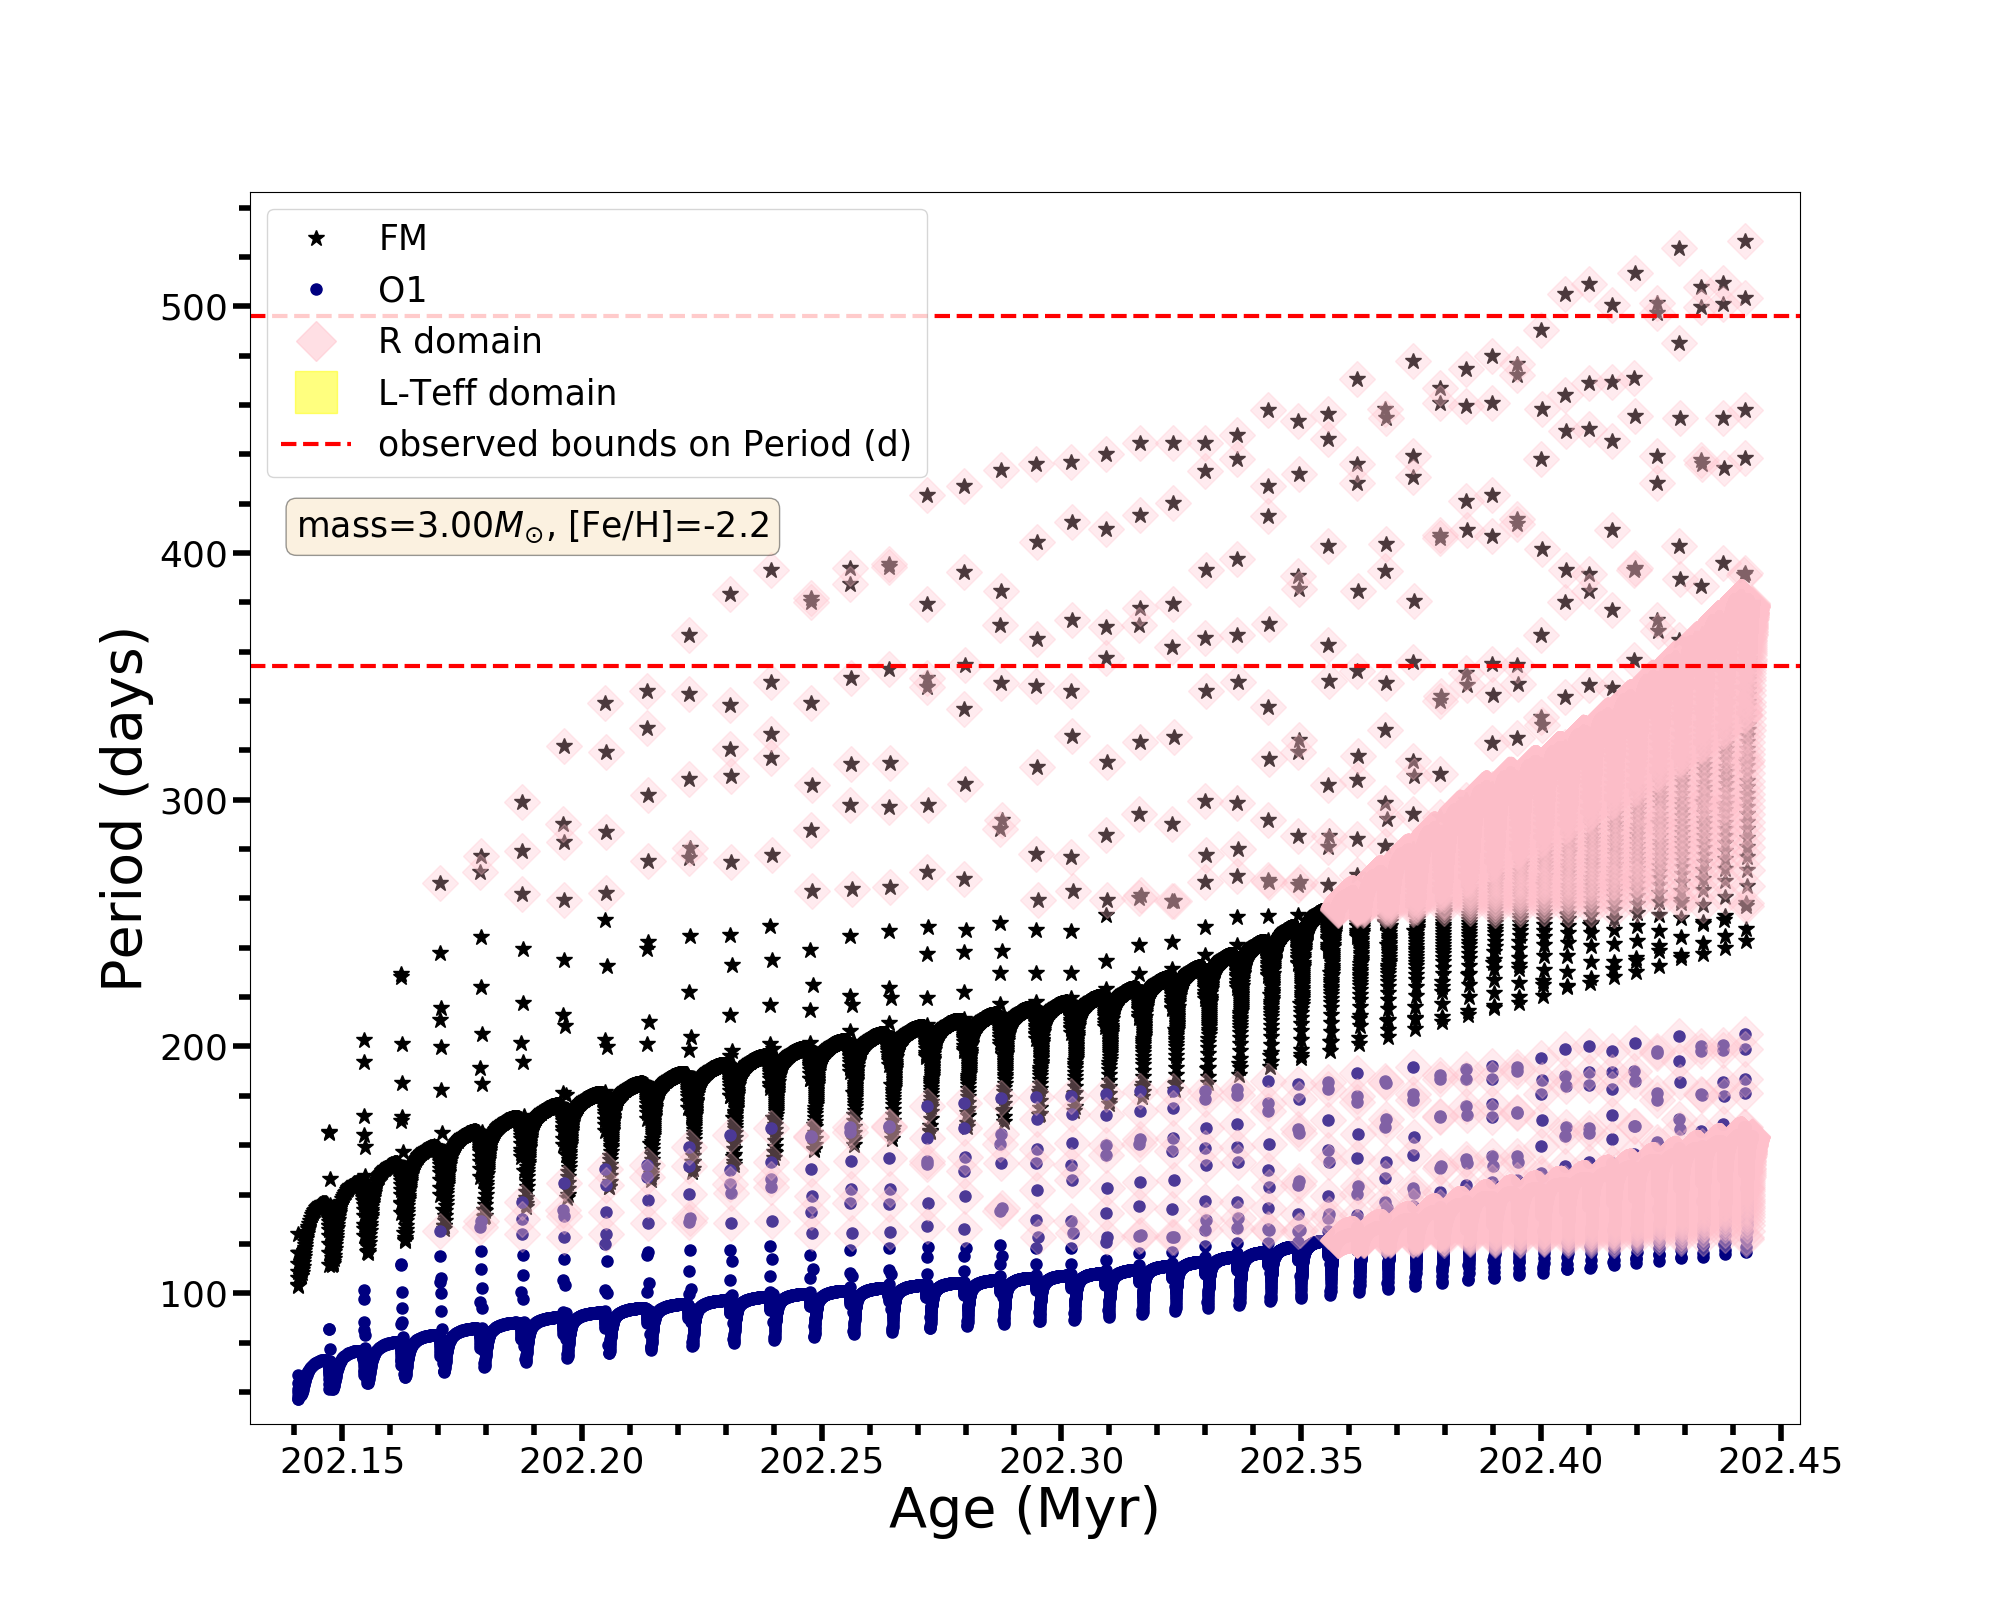 FM
O1
R domain
L-Teff domain
observed bounds on Period (d)
mass=3.00M⊙, [Fe/H]=-2.2
500
400
300
200
100
Period (days)
202.15 202.20 202.25 202.30 202.35 202.40 202.45
Age (Myr)